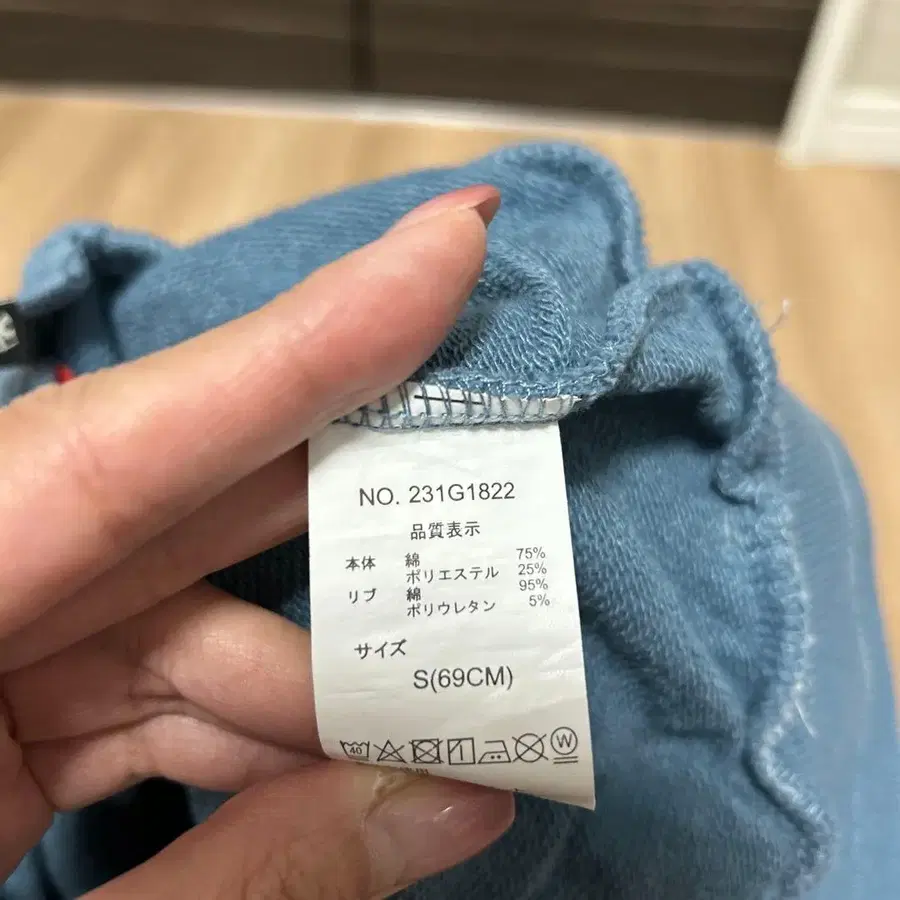 NO. 231G1822
品質表示
本体 綿 75%
ポリエステル 25%
リブ 綿 95%
ポリウレタン 5%
サイズ
S(69CM)
40 W